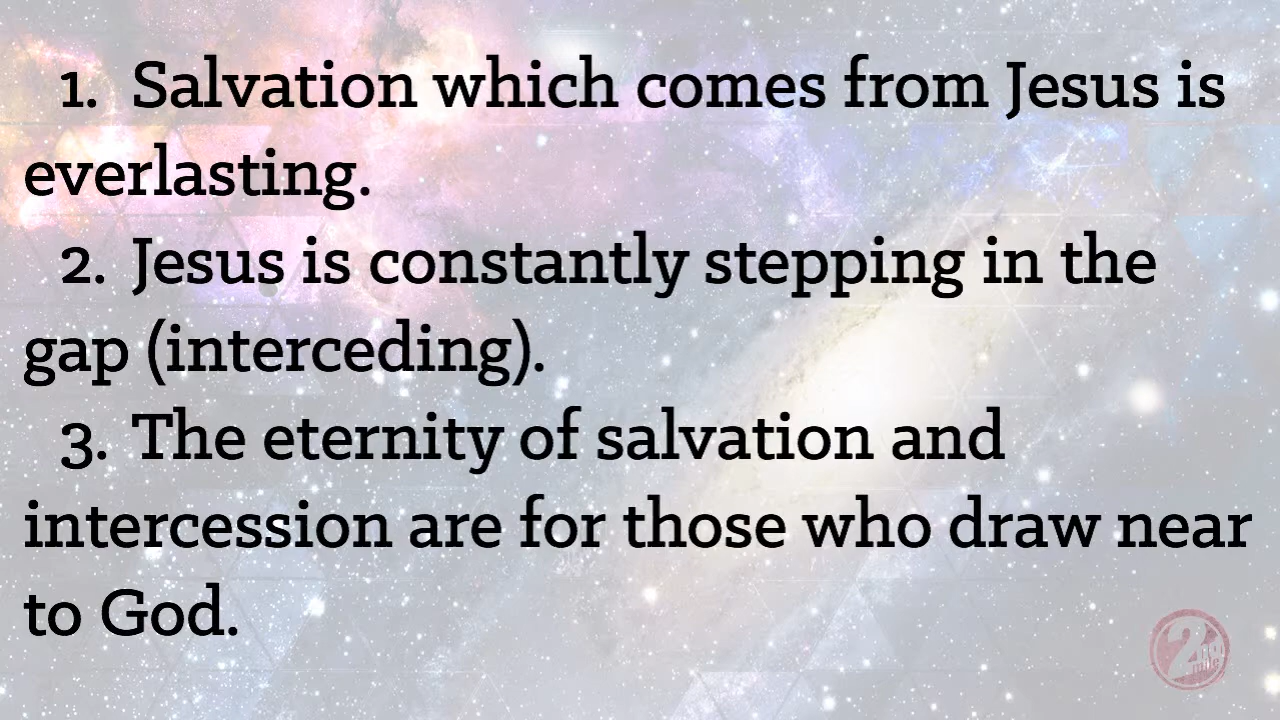 1. Salvation which comes from Jesus is
everlasting.
2. Jesus is constantly stepping in the
gap (interceding).
3. The eternity of salvation and
intercession are for those who draw near
to God.
2